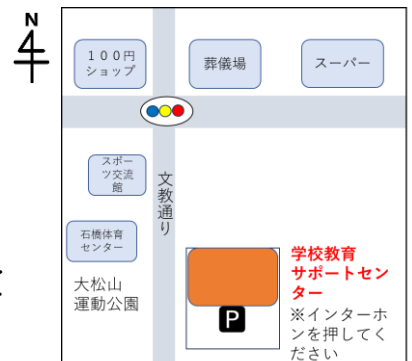 N
１００円
ショップ
葬儀場
スーパー
スポー
ツ交流
館
文教通り
石橋体育
センター
大松山
運動公園
P
学校教育
サポートセン
ター
※インターホ
ンを押してく
ださい